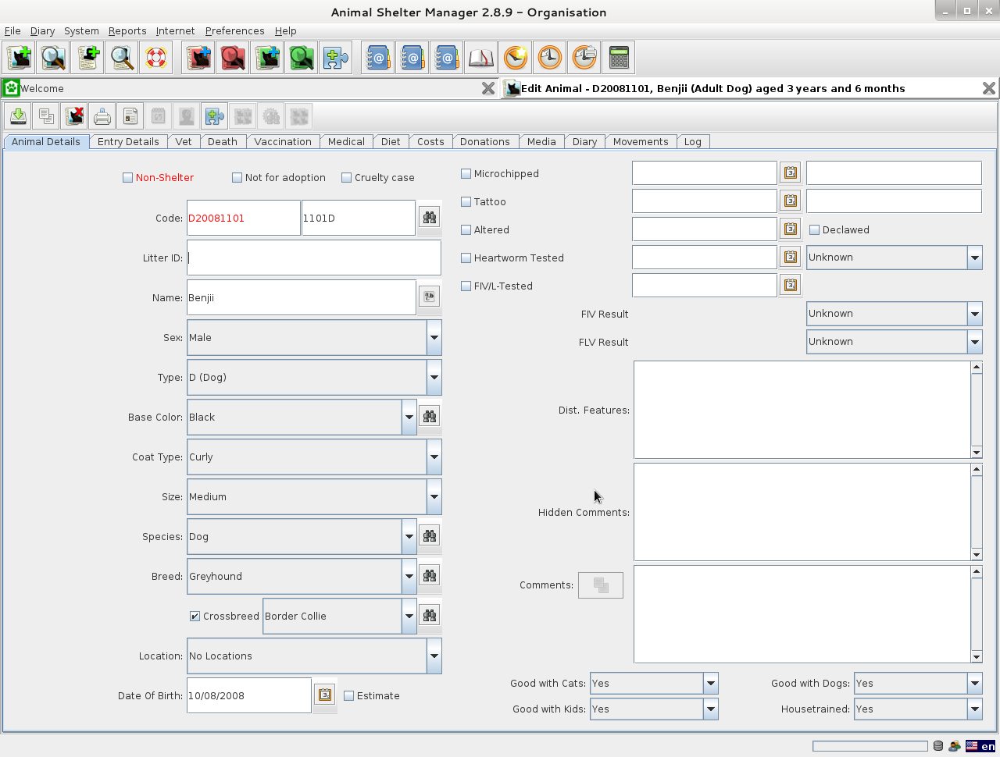 Animal Shelter Manager 2.8.9 – Organisation
File Diary System Reports Internet Preferences Help
Welcome
Edit Animal - D20081101, Benjii (Adult Dog) aged 3 years and 6 months
Animal Details Entry Details Vet Death Vaccination Medical Diet Costs Donations Media Diary Movements Log
Non-Shelter Not for adoption Cruelty case
Code: D20081101 1101D
Litter ID:
Name: Benjii
Sex: Male
Type: D (Dog)
Base Color: Black
Coat Type: Curly
Size: Medium
Species: Dog
Breed: Greyhound
Crossbreed Border Collie
Location: No Locations
Date Of Birth: 10/08/2008 Estimate
Microchipped
Tattoo
Altered Declawed
Heartworm Tested Unknown
FIV/L-Tested
FIV Result Unknown
FLV Result Unknown
Dist. Features:
Hidden Comments:
Comments:
Good with Cats: Yes Good with Dogs: Yes
Good with Kids: Yes Housetrained: Yes
en